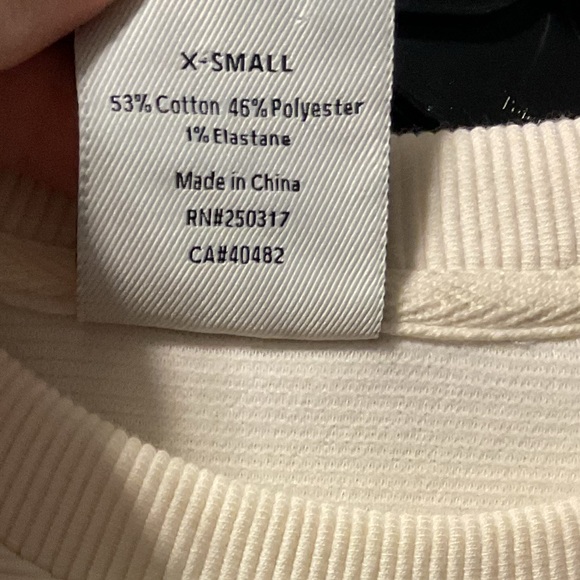 X-SMALL
53% Cotton 46% Polyester
1% Elastane
Made in China
RN#250317
CA#40482